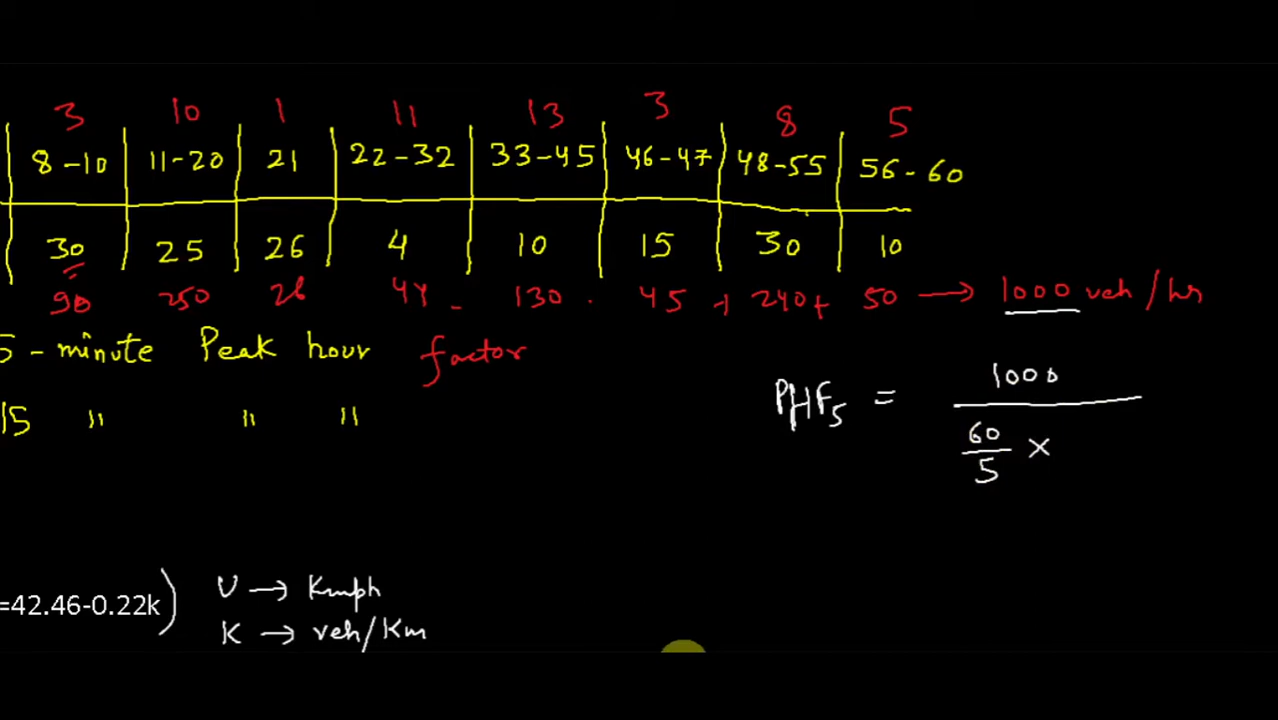 3 10 1 11 13 3 8 5
8-10 11-20 21 22-32 33-45 46-47 48-55 56-60
30 25 26 4 10 15 30 10
90 250 26 44 - 130 . 45 + 240+ 50 → 1000 veh/hr
5-minute Peak hour factor
15 " " "
PHF5 = 1000
60
5 ×
=42.46-0.22k)
U → Kmph
K → veh/Km